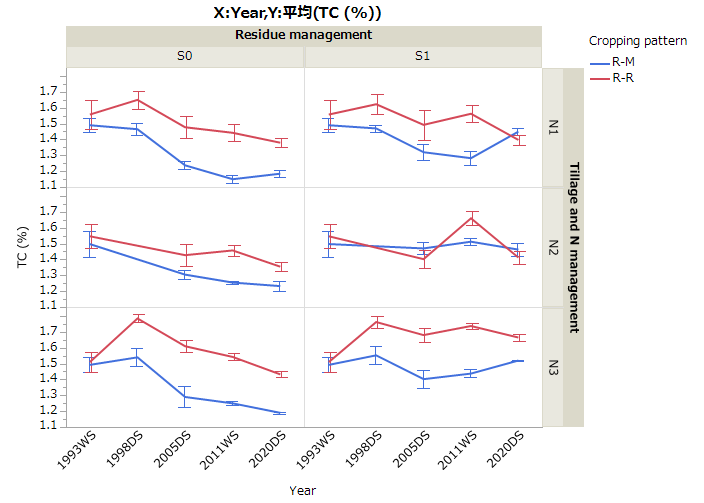 X:Year,Y:平均(TC (%))
Residue management
S0 S1
Cropping pattern
R-M
R-R
TC (%)
1.7
1.6
1.5
1.4
1.3
1.2
1.1
N1
1.7
1.6
1.5
1.4
1.3
1.2
1.1
N2
1.7
1.6
1.5
1.4
1.3
1.2
1.1
N3
Tillage and N management
1993WS 1998DS 2005DS 2011WS 2020DS 1993WS 1998DS 2005DS 2011WS 2020DS
Year